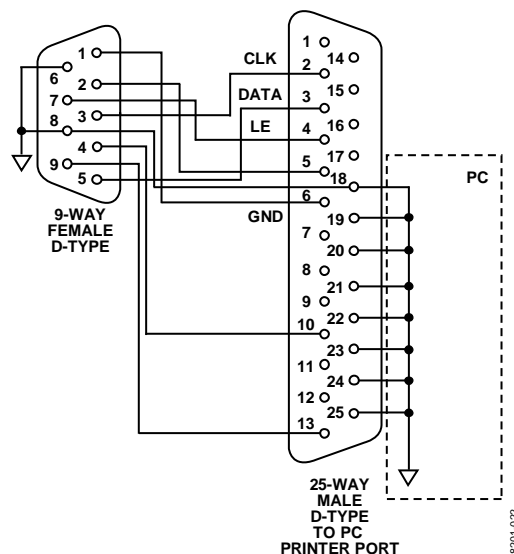 1
6
2
7
3
8
4
9
5
9-WAY
FEMALE
D-TYPE
CLK
DATA
LE
GND
1
14
2
15
3
16
4
17
5
18
6
19
7
20
8
21
9
22
10
23
11
24
12
25
13
PC
25-WAY
MALE
D-TYPE
TO PC
PRINTER PORT